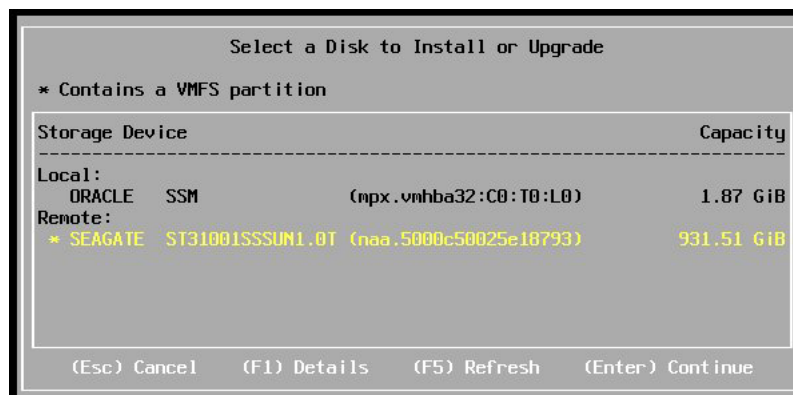 Select a Disk to Install or Upgrade
* Contains a VMFS partition
Storage Device Capacity
Local:
ORACLE SSM (mpx.vmhba32:C0:T0:L0) 1.87 GiB
Remote:
* SEAGATE ST31001SSSUN1.0T (naa.5000c50025e18793) 931.51 GiB
(Esc) Cancel (F1) Details (F5) Refresh (Enter) Continue